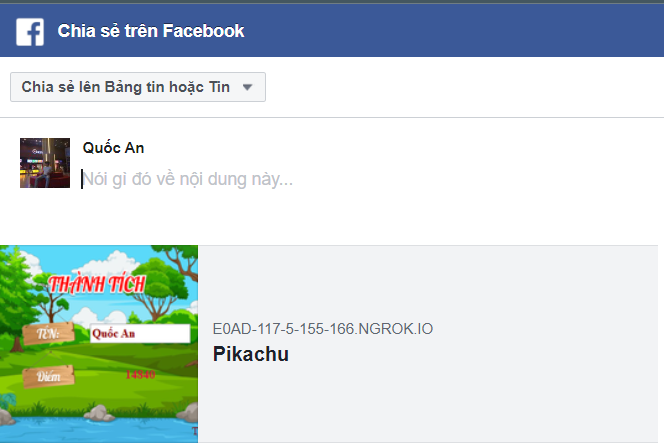 Chia sẻ trên Facebook
Chia sẻ lên Bảng tin hoặc Tin
Quốc An
Nói gì đó về nội dung này...
THÀNH TÍCH
TÊN:
Quốc An
Điểm
14840
E0AD-117-5-155-166.NGROK.IO
Pikachu